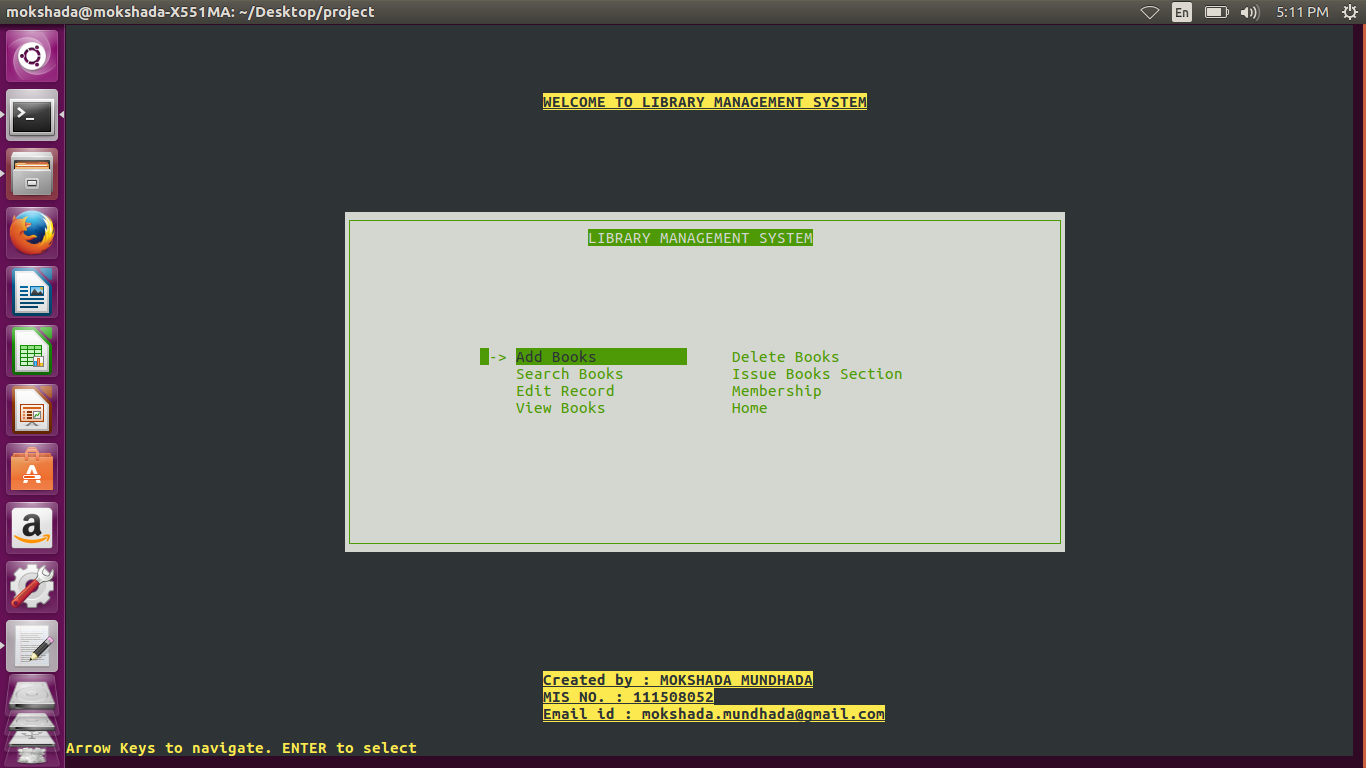 mokshada@mokshada-X551MA: ~/Desktop/project
En
5:11 PM
WELCOME TO LIBRARY MANAGEMENT SYSTEM
LIBRARY MANAGEMENT SYSTEM
-> Add Books Delete Books
Search Books Issue Books Section
Edit Record Membership
View Books Home
Created by : MOKSHADA MUNDHADA
MIS NO. : 111508052
Email id : mokshada.mundhada@gmail.com
Arrow Keys to navigate. ENTER to select